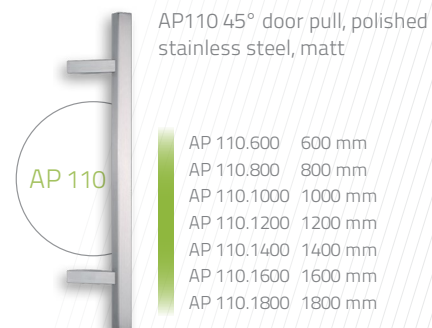 AP110 45° door pull, polished
stainless steel, matt
AP 110
AP 110.600 600 mm
AP 110.800 800 mm
AP 110.1000 1000 mm
AP 110.1200 1200 mm
AP 110.1400 1400 mm
AP 110.1600 1600 mm
AP 110.1800 1800 mm